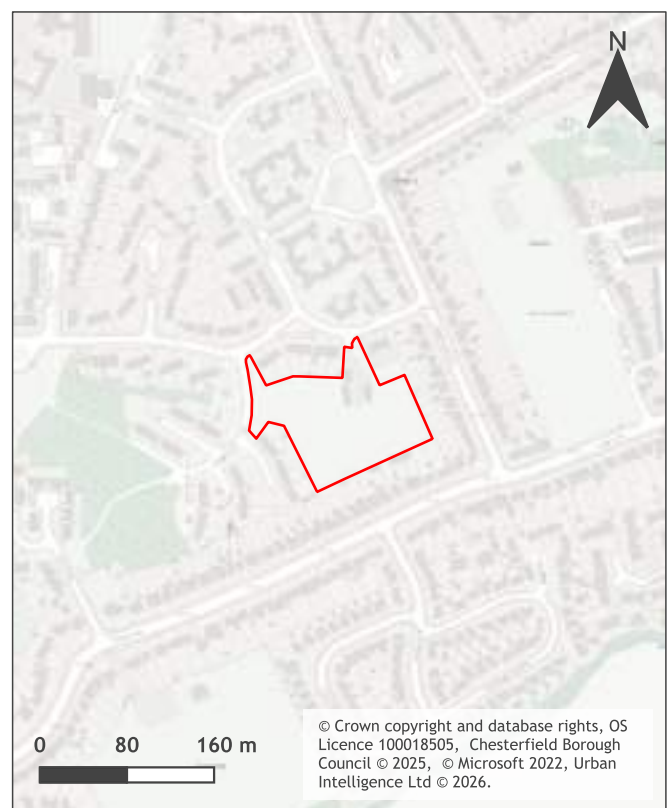 N
0 80 160 m
© Crown copyright and database rights, OS
Licence 100018505, Chesterfield Borough
Council © 2025, © Microsoft 2022, Urban
Intelligence Ltd © 2026.